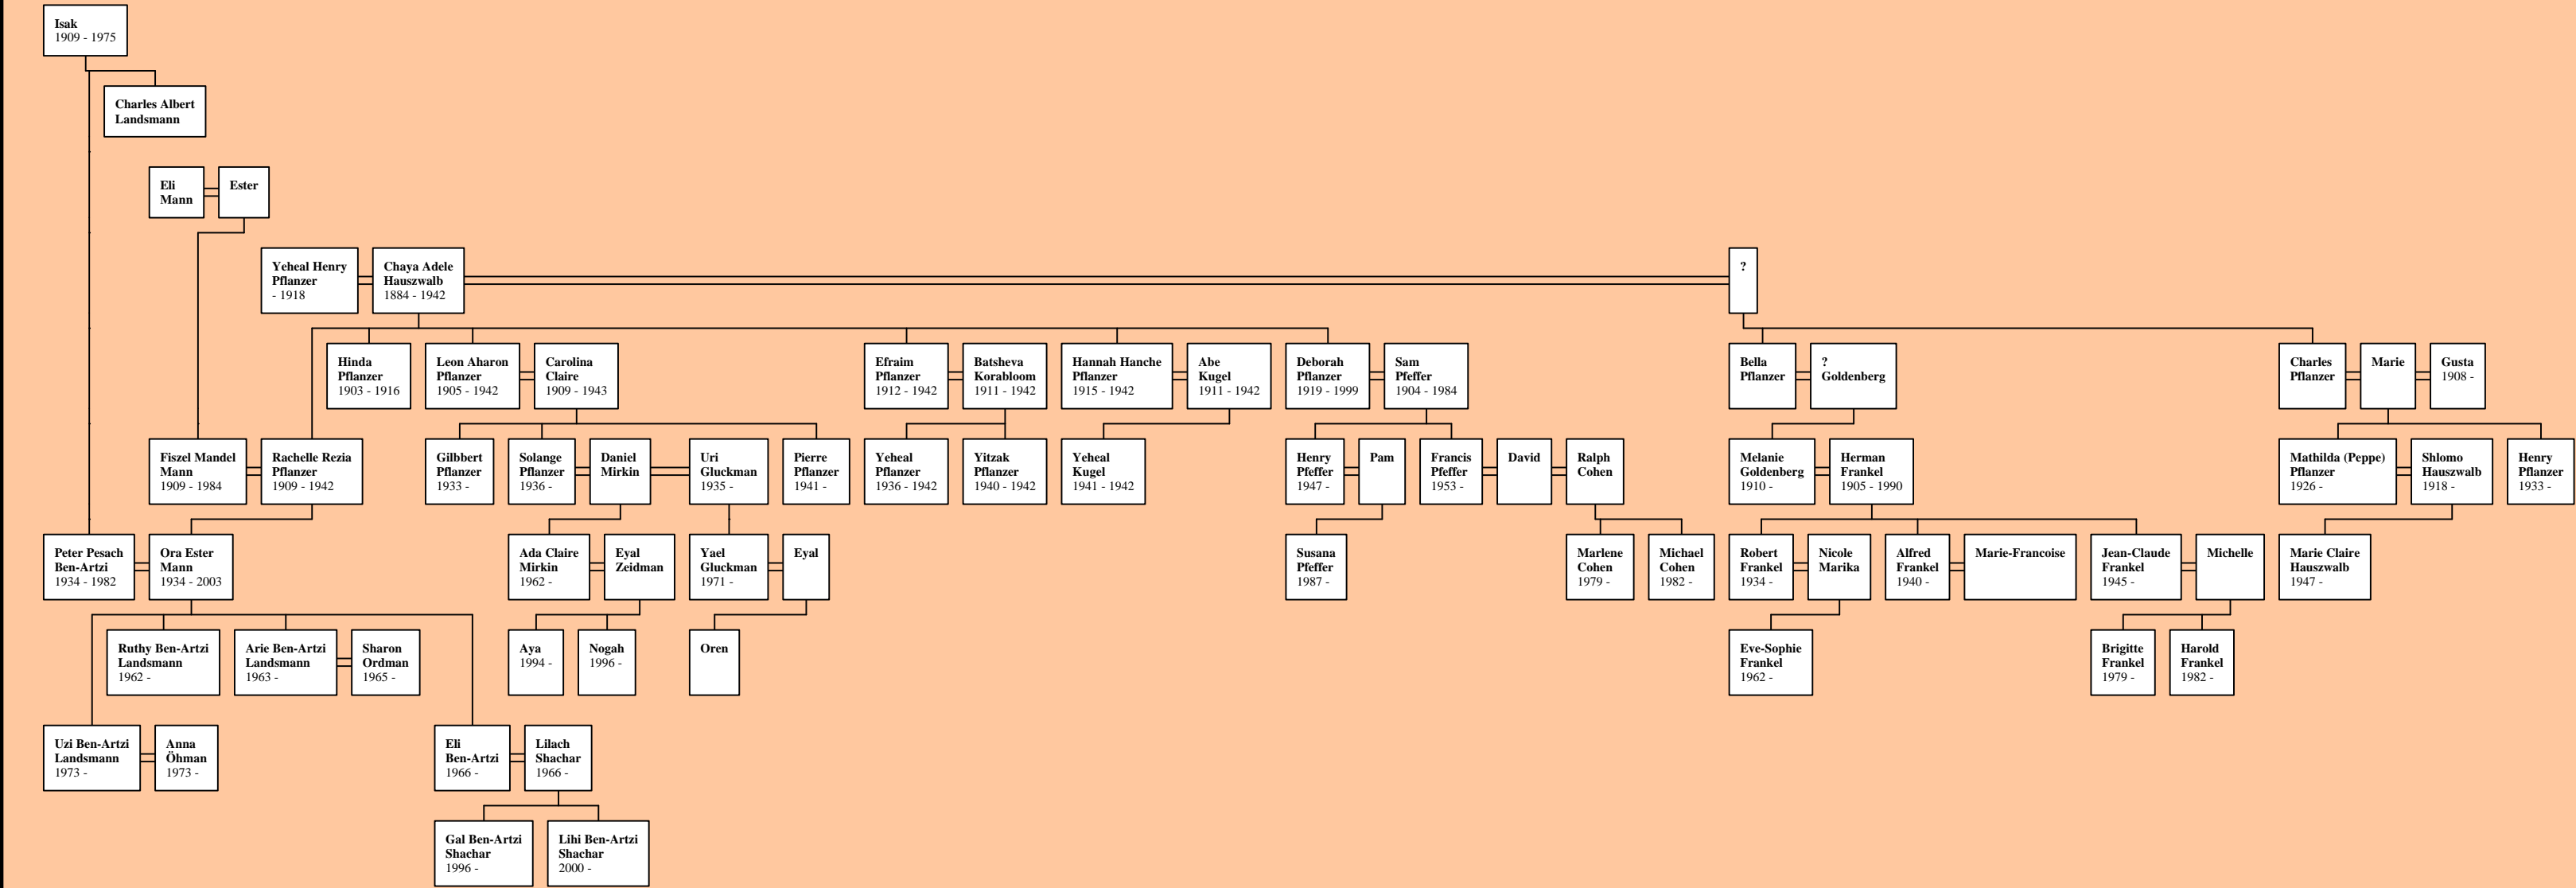 Isak
1909 - 1975
Charles Albert
Landsmann
Eli
Mann
Ester
Yeheal Henry
Pflanzer
- 1918
Chaya Adele
Hauszwalb
1884 - 1942
?
Hinda
Pflanzer
1903 - 1916
Leon Aharon
Pflanzer
1905 - 1942
Carolina
Claire
1909 - 1943
Efraim
Pflanzer
1912 - 1942
Batsheva
Korabloom
1911 - 1942
Hannah Hanche
Pflanzer
1915 - 1942
Abe
Kugel
1911 - 1942
Deborah
Pflanzer
1919 - 1999
Sam
Pfeffer
1904 - 1984
Bella
Pflanzer
?
Goldenberg
Charles
Pflanzer
Marie
Gusta
1908 -
Fiszel Mandel
Mann
1909 - 1984
Rachelle Rezia
Pflanzer
1909 - 1942
Gilbbert
Pflanzer
1933 -
Solange
Pflanzer
1936 -
Daniel
Mirkin
Uri
Gluckman
1935 -
Pierre
Pflanzer
1941 -
Yeheal
Pflanzer
1936 - 1942
Yitzak
Pflanzer
1940 - 1942
Yeheal
Kugel
1941 - 1942
Henry
Pfeffer
1947 -
Pam
Francis
Pfeffer
1953 -
David
Ralph
Cohen
Melanie
Goldenberg
1910 -
Herman
Frankel
1905 - 1990
Mathilda (Peppe)
Pflanzer
1926 -
Shlomo
Hauszwalb
1918 -
Henry
Pflanzer
1933 -
Peter Pesach
Ben-Artzi
1934 - 1982
Ora Ester
Mann
1934 - 2003
Ada Claire
Mirkin
1962 -
Eyal
Zeidman
Yael
Gluckman
1971 -
Eyal
Susana
Pfeffer
1987 -
Marlene
Cohen
1979 -
Michael
Cohen
1982 -
Robert
Frankel
1934 -
Nicole
Marika
Alfred
Frankel
1940 -
Marie-Francoise
Jean-Claude
Frankel
1945 -
Michelle
Marie Claire
Hauszwalb
1947 -
Ruthy Ben-Artzi
Landsmann
1962 -
Arie Ben-Artzi
Landsmann
1963 -
Sharon
Ordman
1965 -
Aya
1994 -
Nogah
1996 -
Oren
Eve-Sophie
Frankel
1962 -
Brigitte
Frankel
1979 -
Harold
Frankel
1982 -
Uzi Ben-Artzi
Landsmann
1973 -
Anna
Öhman
1973 -
Eli
Ben-Artzi
1966 -
Lilach
Shachar
1966 -
Gal Ben-Artzi
Shachar
1996 -
Lihi Ben-Artzi
Shachar
2000 -